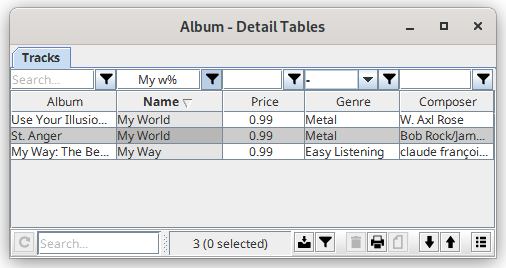 Album - Detail Tables
Tracks
Search... My w% -
Album Name Price Genre Composer
Use Your Illusio... My World 0.99 Metal W. Axl Rose
St. Anger My World 0.99 Metal Bob Rock/Jam...
My Way: The Be... My Way 0.99 Easy Listening claude françoi...
Search... 3 (0 selected)